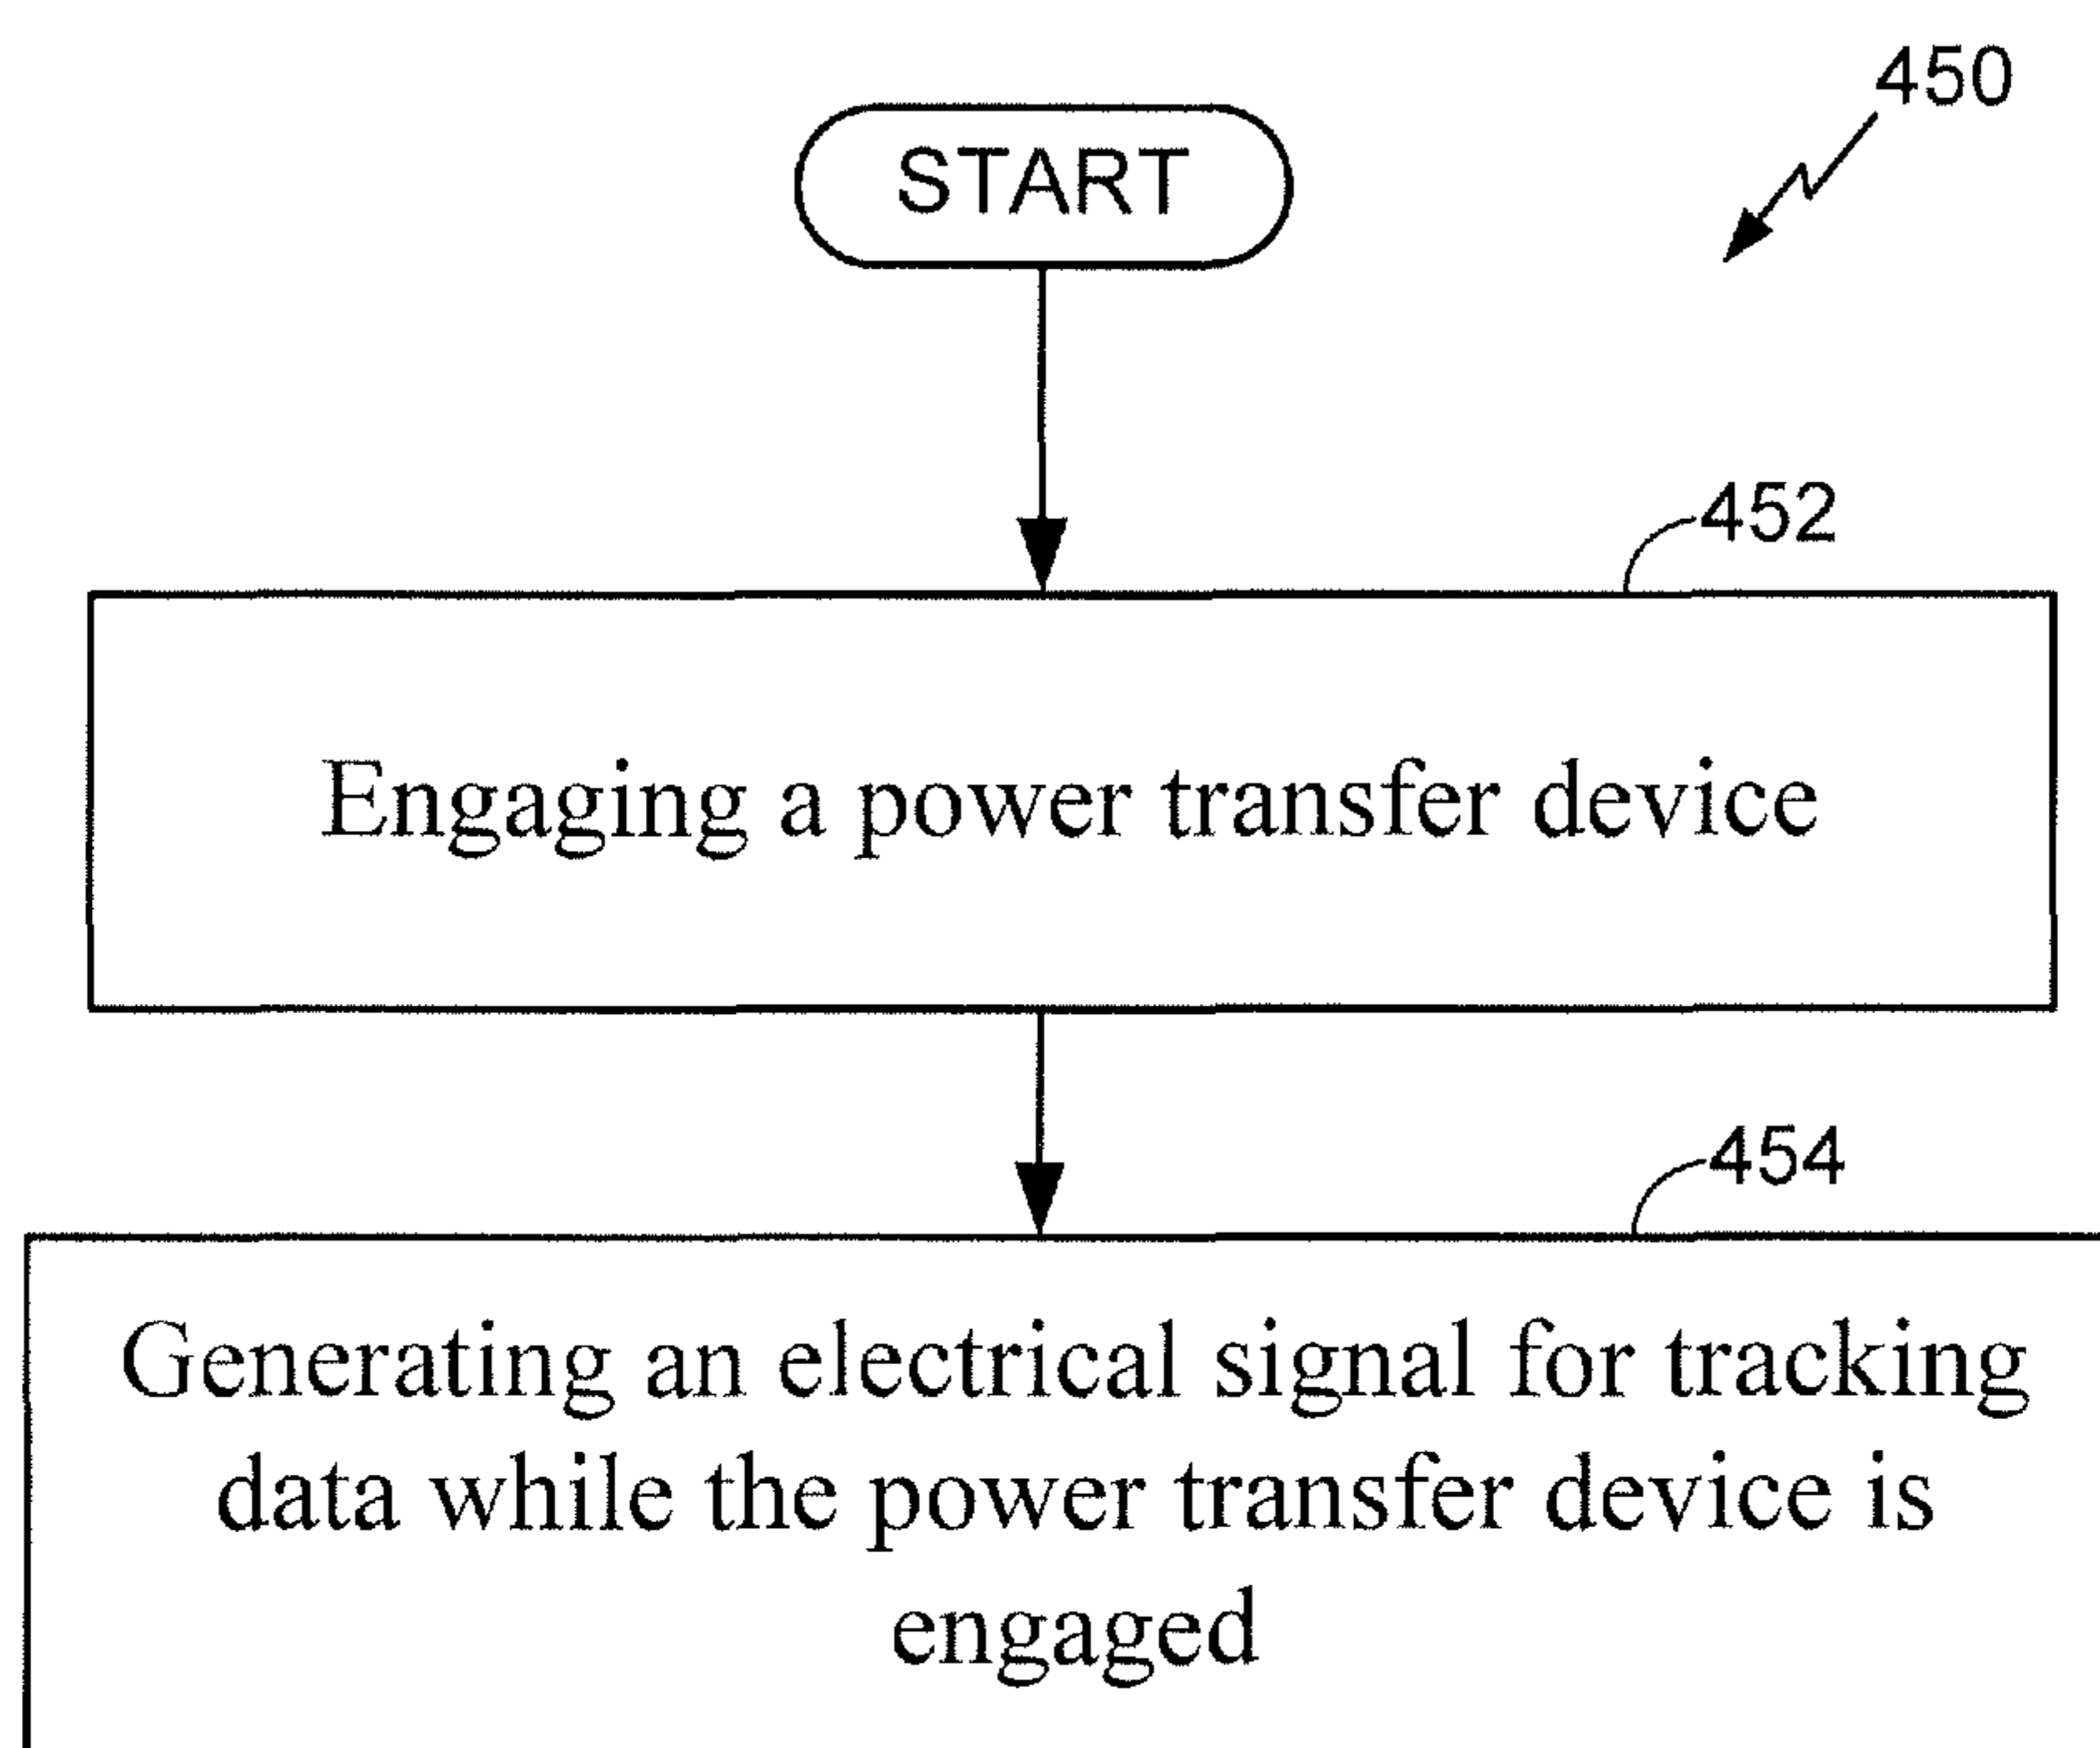 450
START
452
Engaging a power transfer device
454
Generating an electrical signal for tracking
data while the power transfer device is
engaged